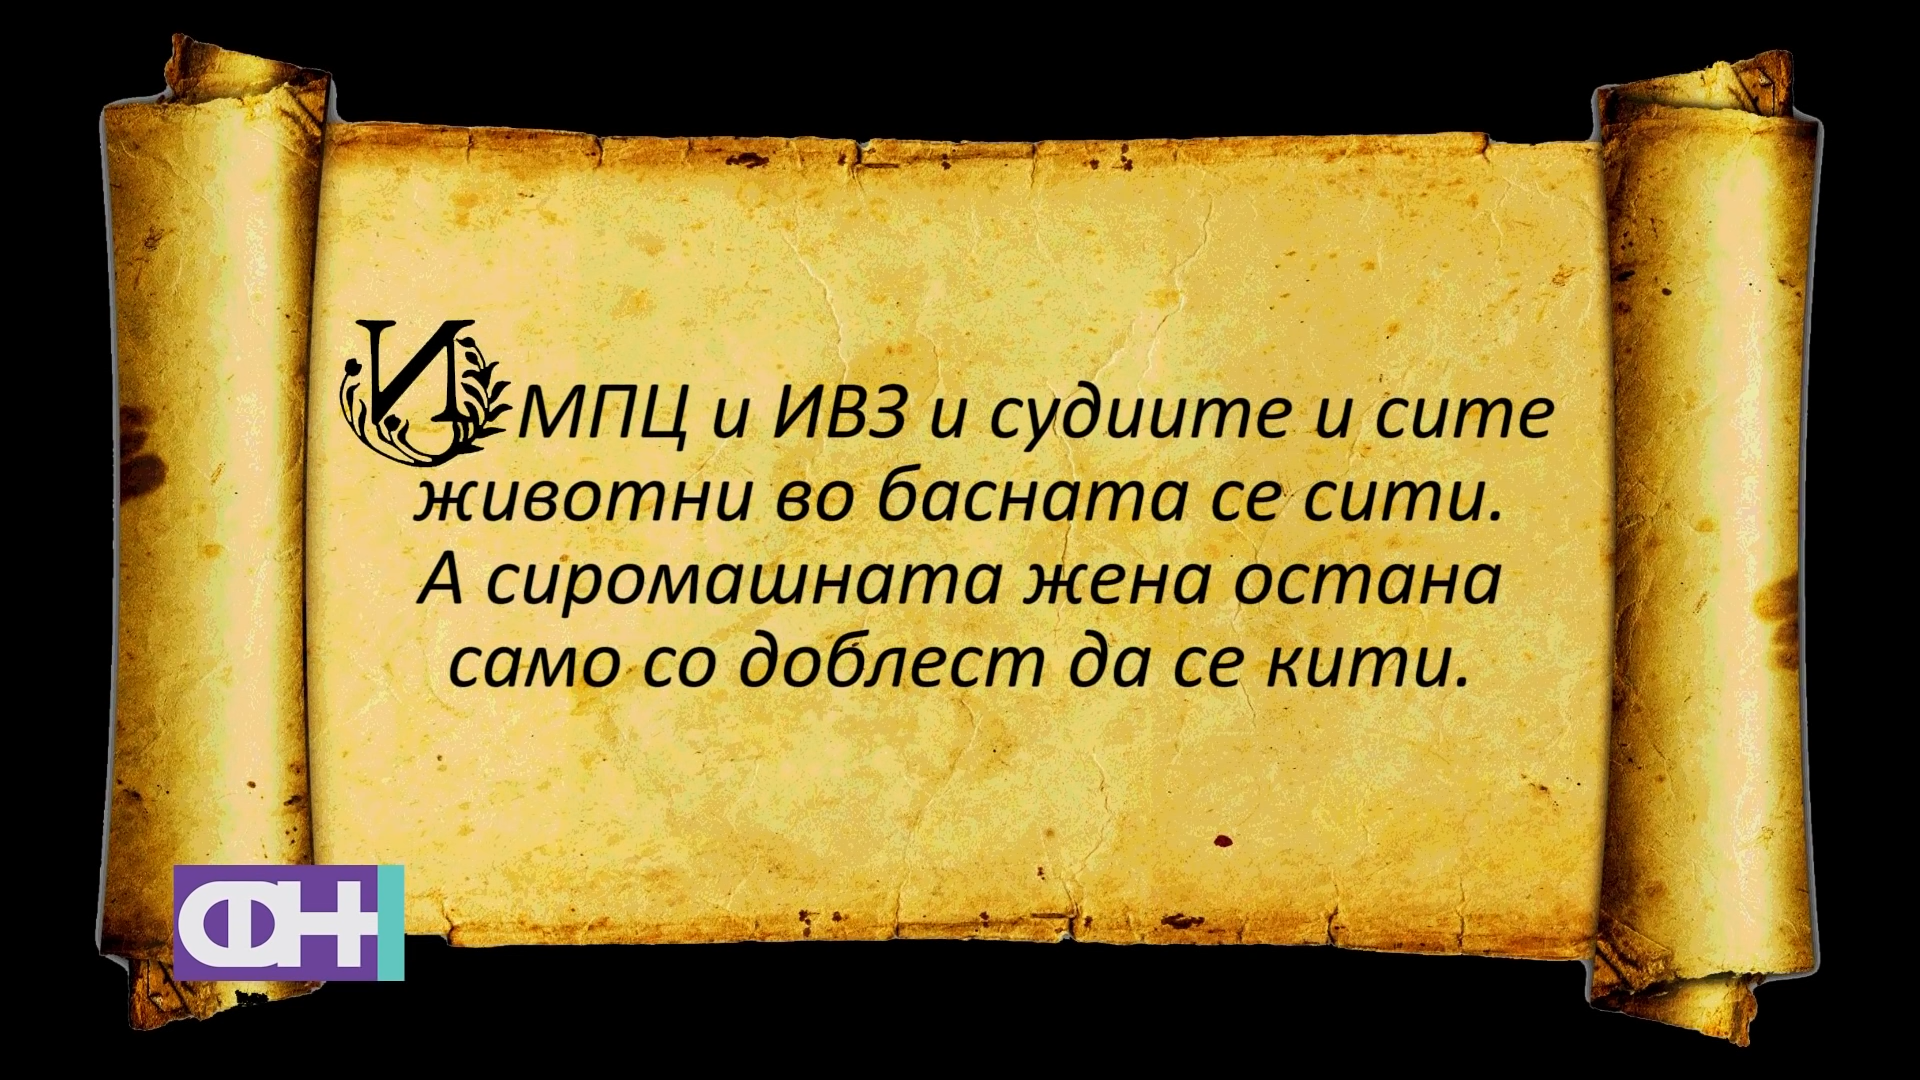 И МПЦ и ИВЗ и судиите и сите
животни во басната се сити.
А сиромашната жена остана
само со доблест да се кити.
ФН